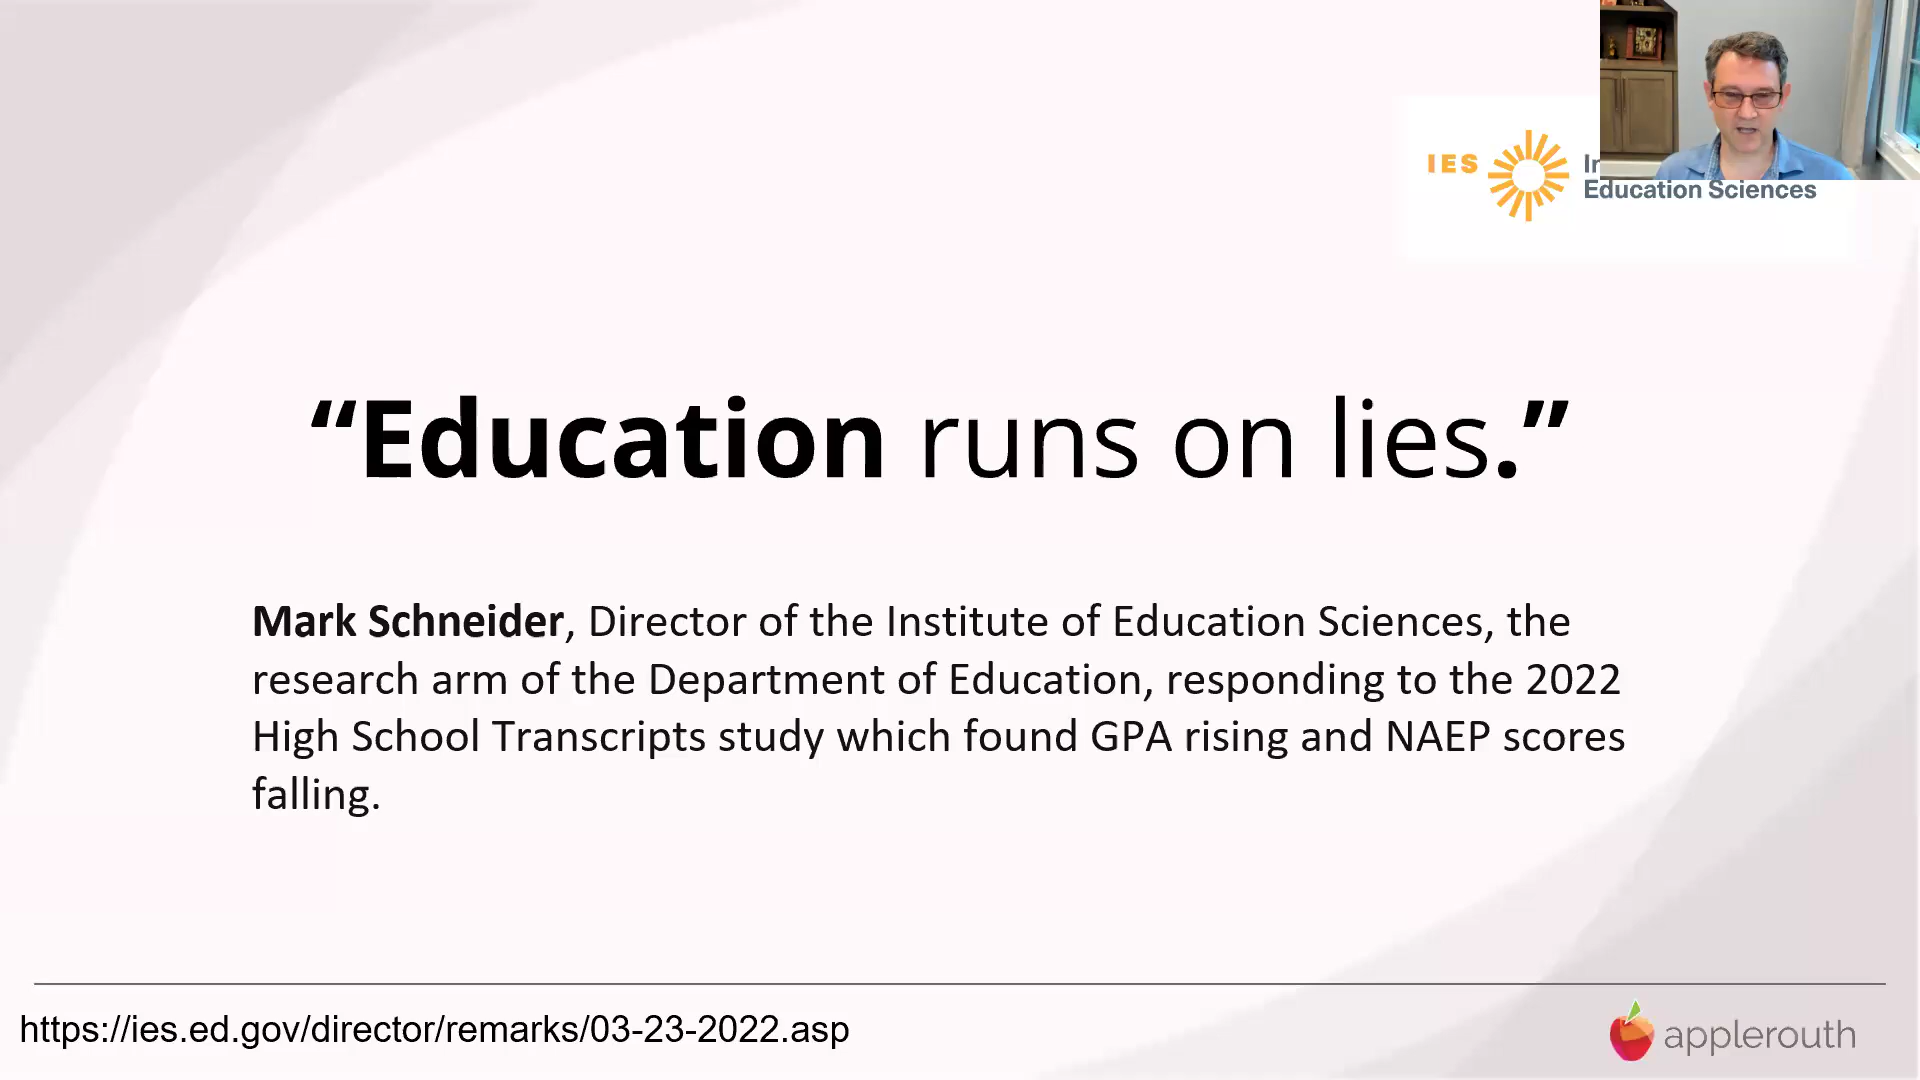 IES
Education Sciences
“Education runs on lies.”
Mark Schneider, Director of the Institute of Education Sciences, the
research arm of the Department of Education, responding to the 2022
High School Transcripts study which found GPA rising and NAEP scores
falling.
https://ies.ed.gov/director/remarks/03-23-2022.asp
applerouth